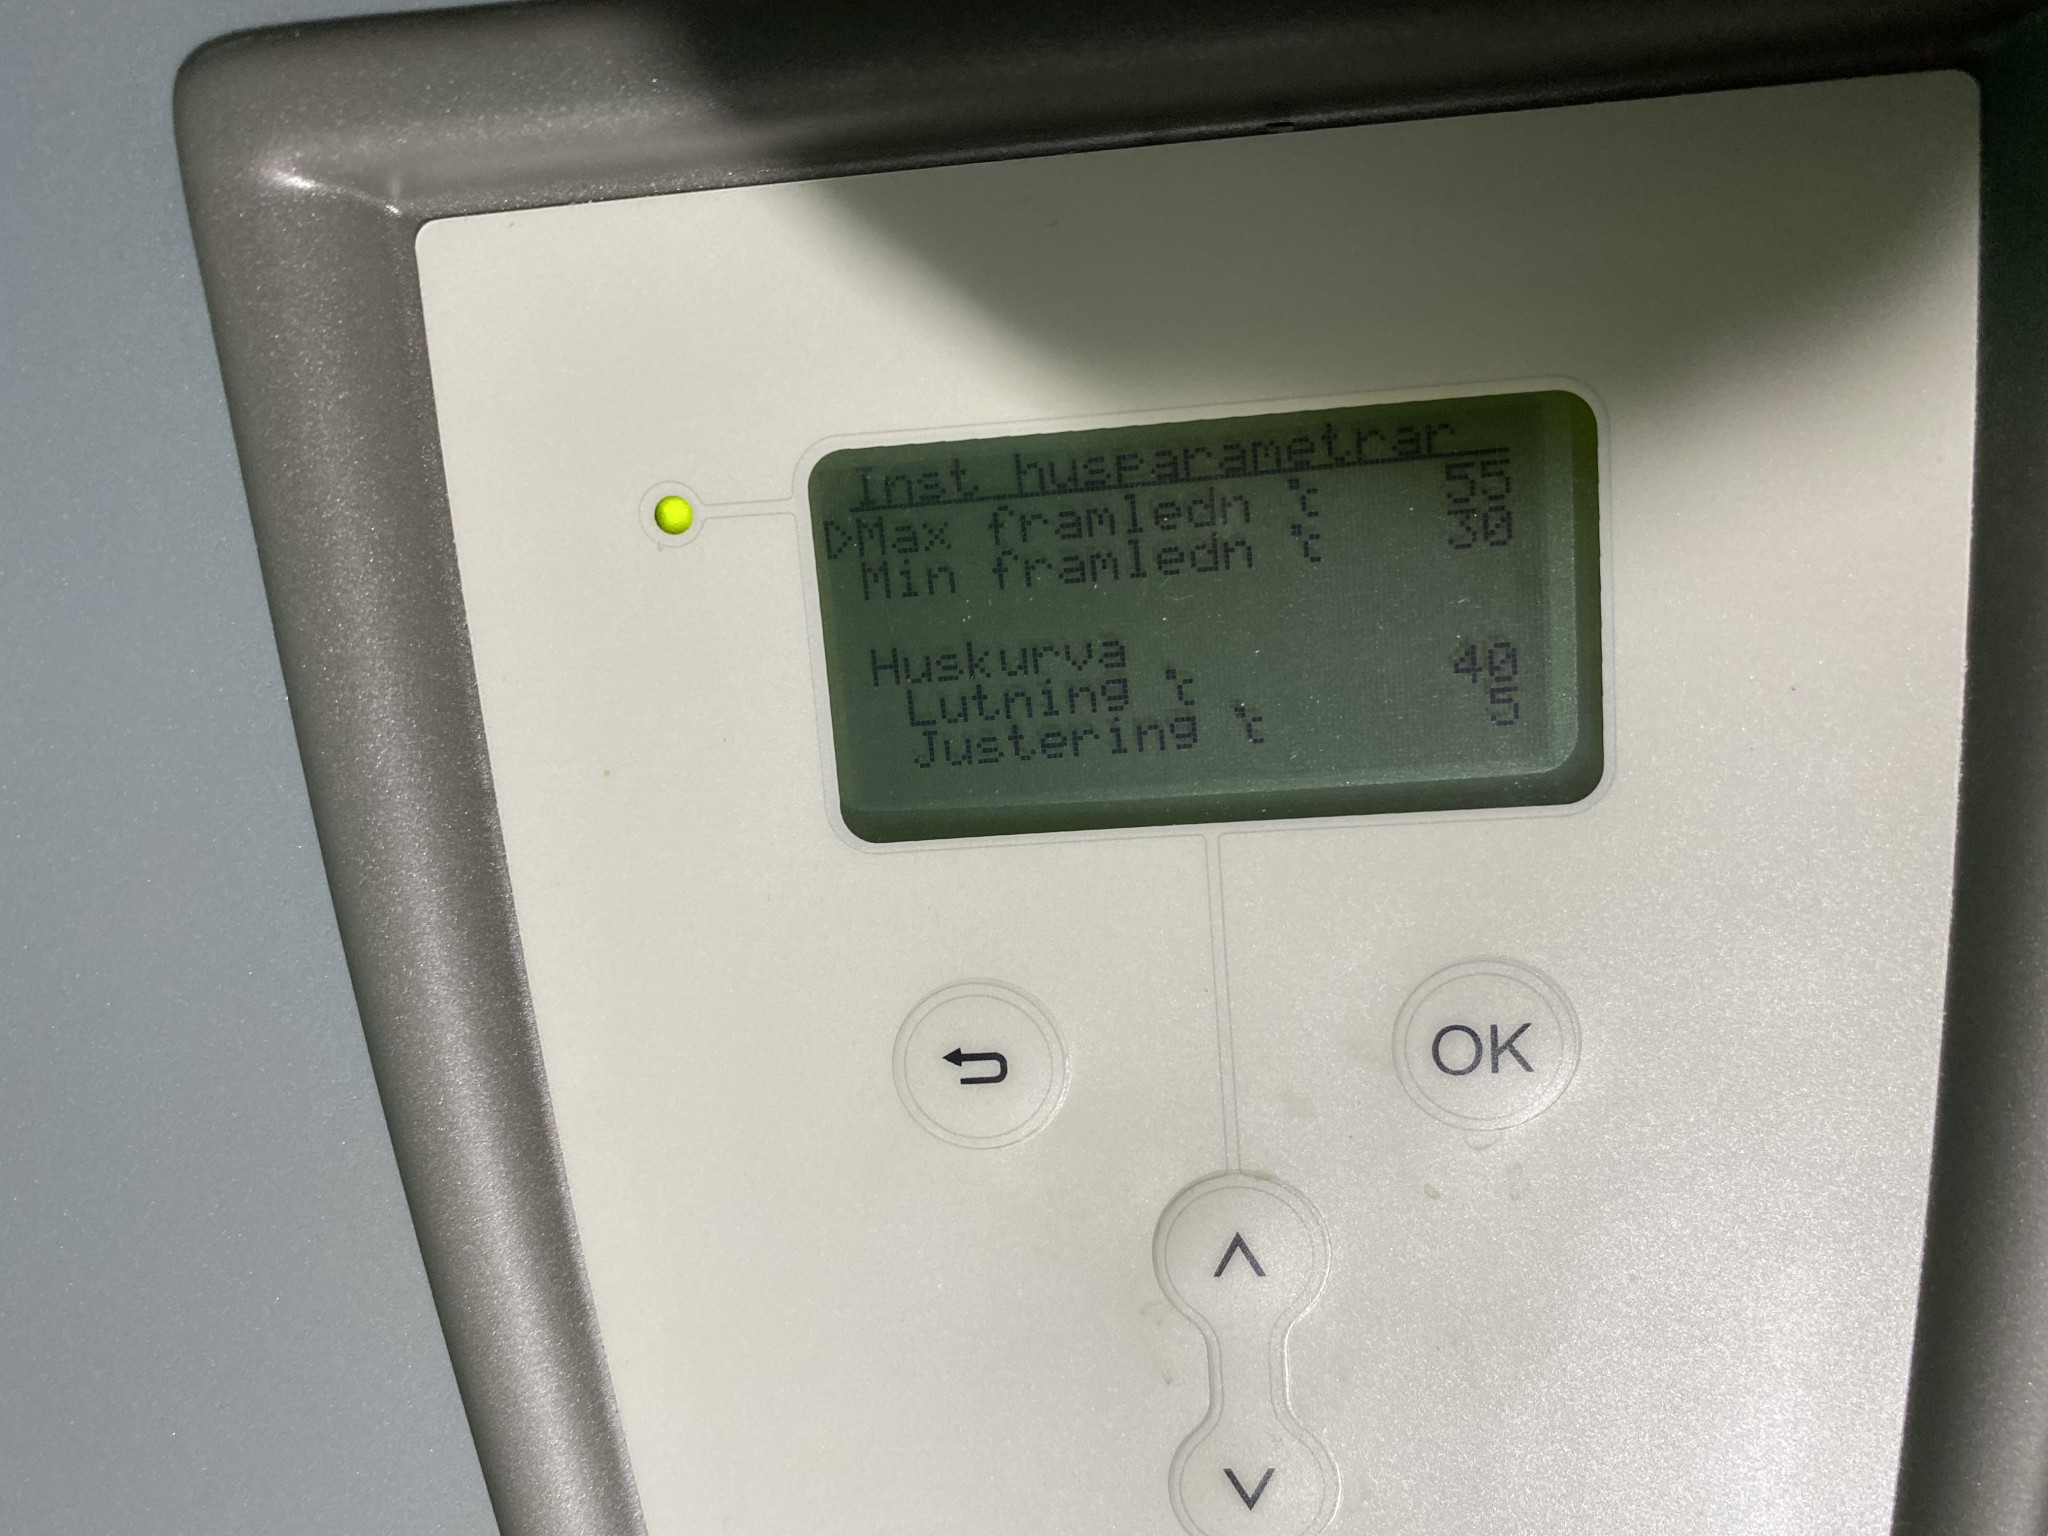 Inst husparametrar
▷Max framledn ℃ 55
Min framledn ℃ 30
Huskurva
Lutning ℃ 40
Justering ℃ 5
OK